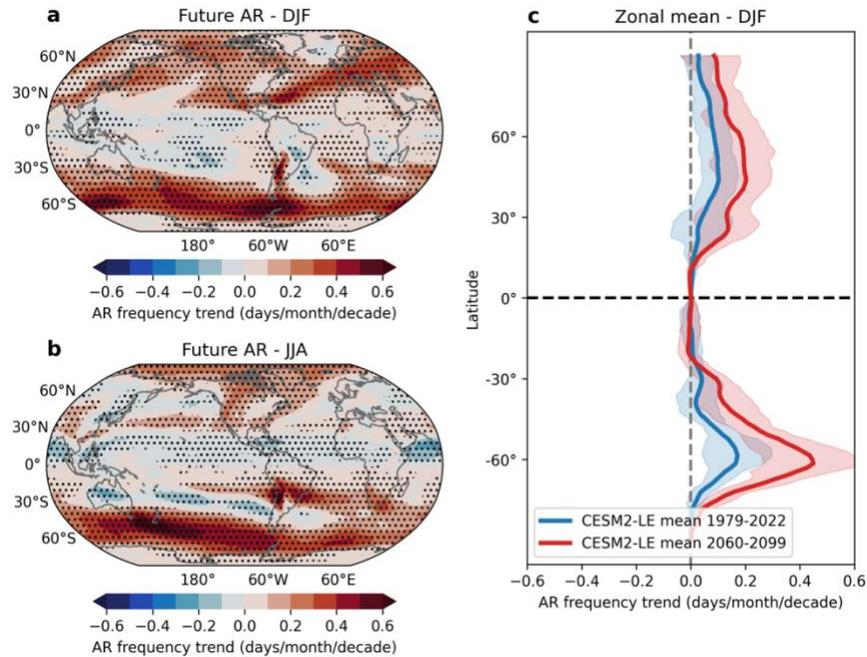 a
Future AR - DJF
60°N
30°N
0°
30°S
60°S
180° 60°W 60°E
−0.6 −0.4 −0.2 0.0 0.2 0.4 0.6
AR frequency trend (days/month/decade)
b
Future AR - JJA
60°N
30°N
0°
30°S
60°S
180° 60°W 60°E
−0.6 −0.4 −0.2 0.0 0.2 0.4 0.6
AR frequency trend (days/month/decade)
c
Zonal mean - DJF
Latitude
60°
30°
0°
-30°
-60°
CESM2-LE mean 1979-2022
CESM2-LE mean 2060-2099
−0.6 −0.4 −0.2 0.0 0.2 0.4 0.6
AR frequency trend (days/month/decade)